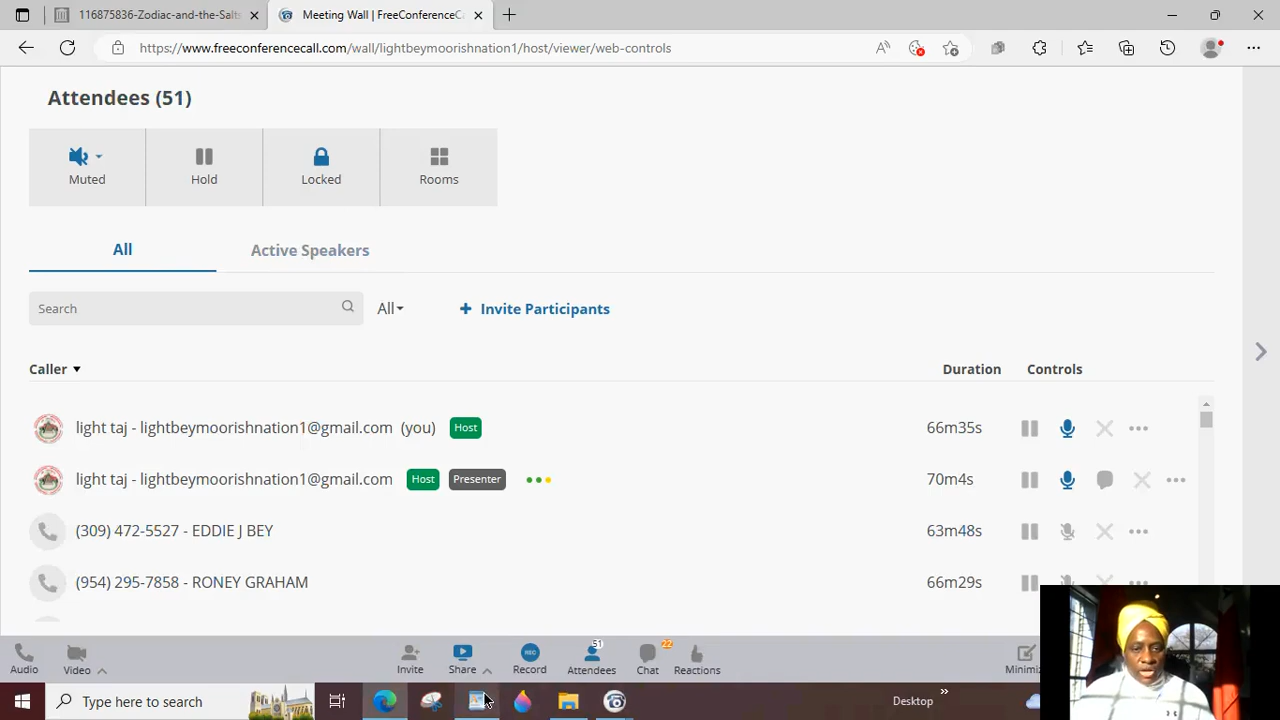 116875836-Zodiac-and-the-Salts
Meeting Wall | FreeConferenceC
https://www.freeconferencecall.com/wall/lightbeymoorishnation1/host/viewer/web-controls
Attendees (51)
Muted
Hold
Locked
Rooms
All
Active Speakers
Search
All
+ Invite Participants
Caller
Duration
Controls
light taj - lightbeymoorishnation1@gmail.com (you)
Host
66m35s
light taj - lightbeymoorishnation1@gmail.com
Host
Presenter
70m4s
(309) 472-5527 - EDDIE J BEY
63m48s
(954) 295-7858 - RONEY GRAHAM
66m29s
Audio
Video
Invite
Share
REC
Record
51
Attendees
22
Chat
Reactions
Minimiz
Type here to search
Desktop